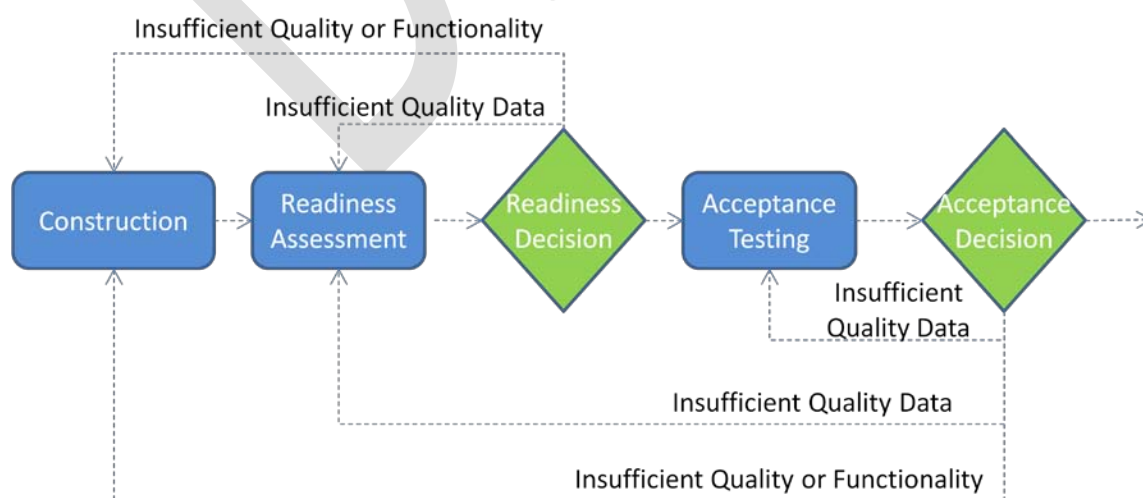 Insufficient Quality or Functionality
Insufficient Quality Data
Construction
Readiness
Assessment
Readiness
Decision
Acceptance
Testing
Acceptance
Decision
Insufficient
Quality Data
Insufficient Quality Data
Insufficient Quality or Functionality